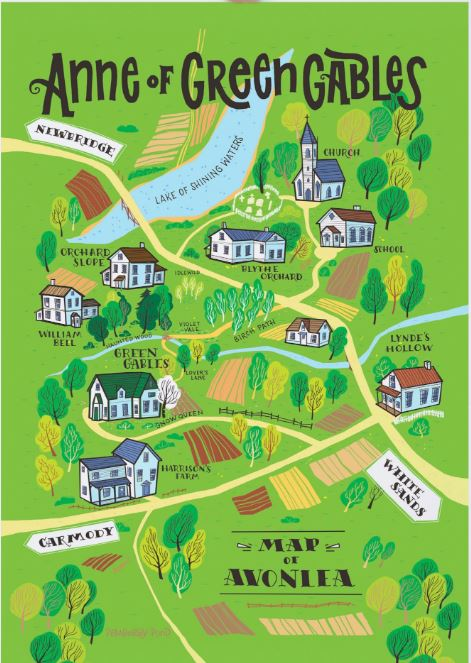 Anne of Green Gables
NEWBRIDGE
LAKE OF SHINING WATERS
CHURCH
SCHOOL
ORCHARD
SLOPE
IDLEWILD
BLYTHE
ORCHARD
WILLIAM
BELL
HAUNTED WOOD
VIOLET
VALE
BIRCH PATH
LYNDE'S
HOLLOW
GREEN
GABLES
LOVER'S
LANE
SNOW QUEEN
HARRISON'S
FARM
WHITE
SANDS
CARMODY
MAP
OF
AVONLEA